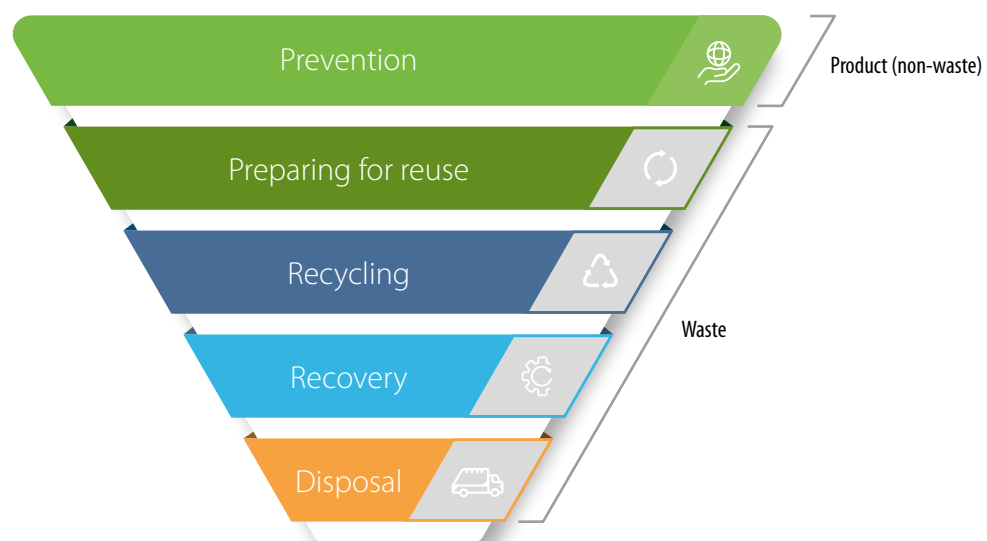 Prevention
Product (non-waste)
Preparing for reuse
Recycling
Waste
Recovery
Disposal